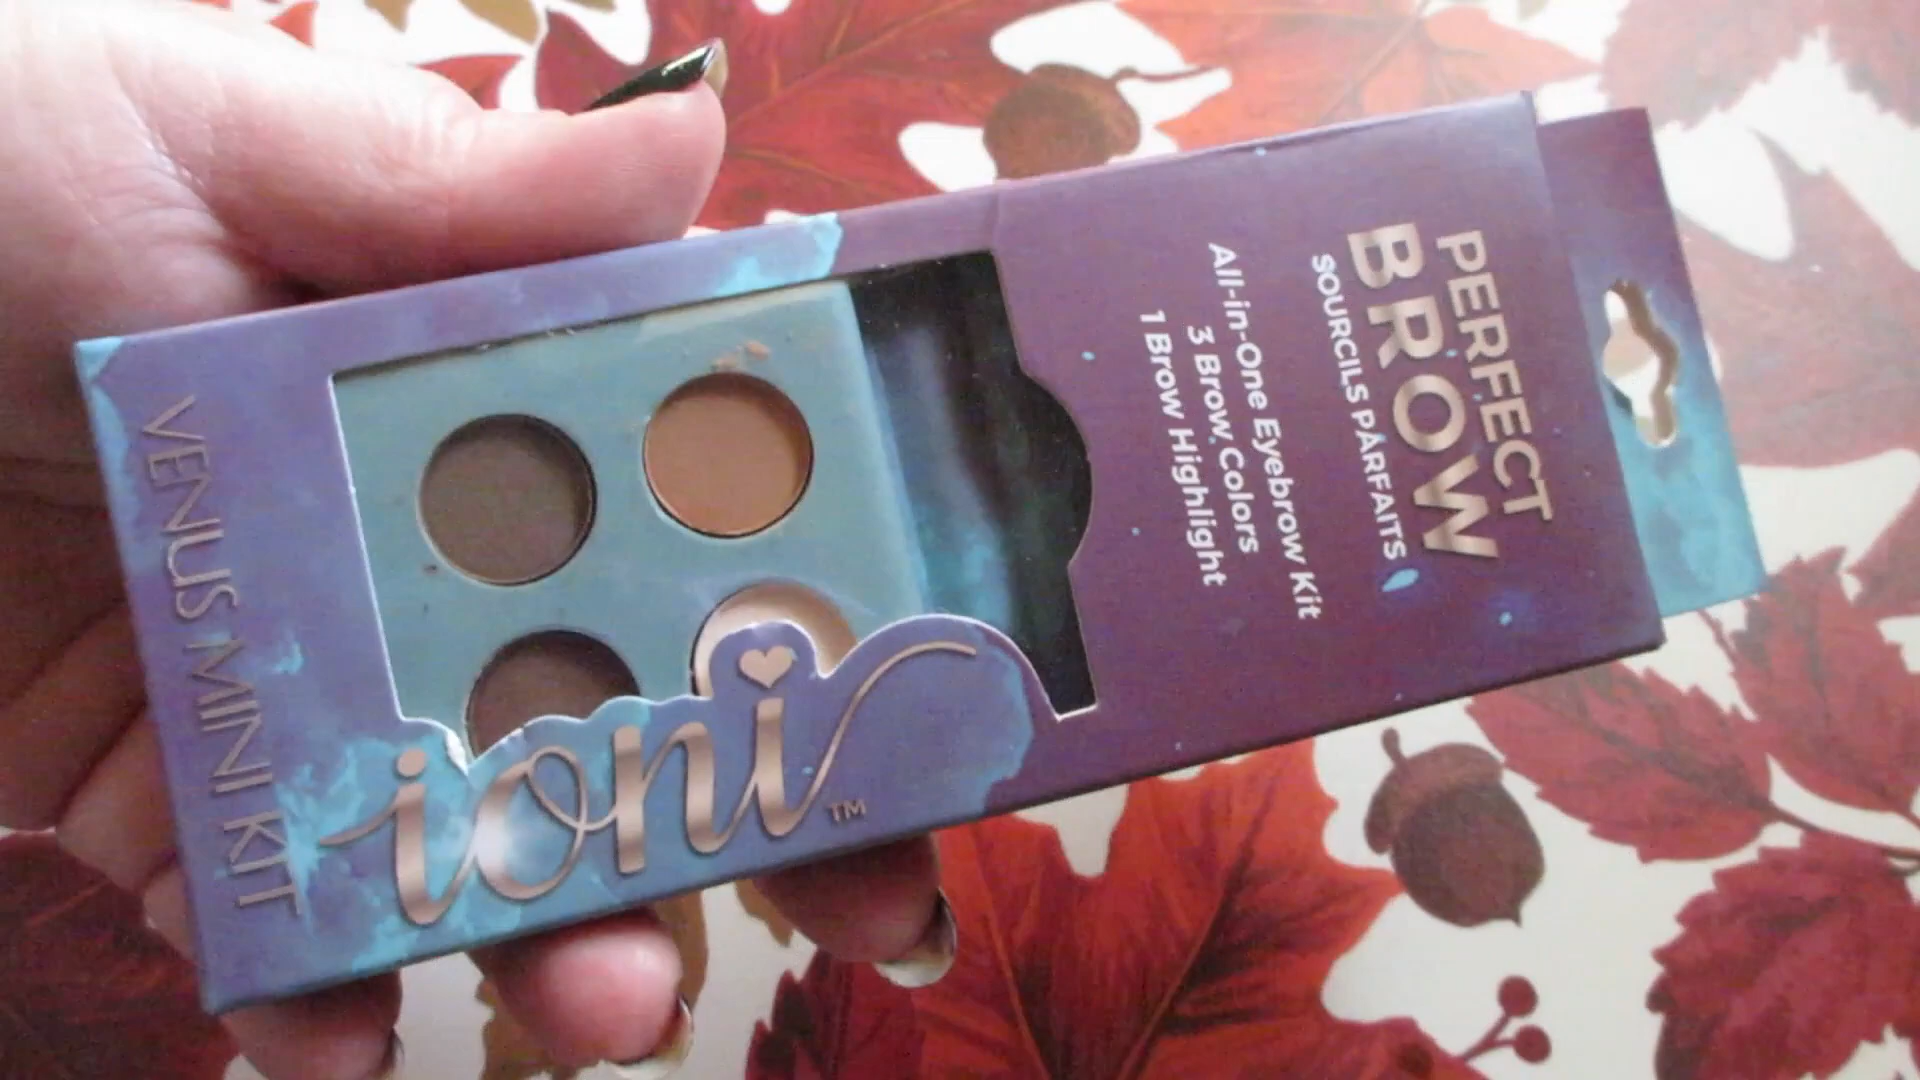 PERFECT
BROW
SOURCILS PARFAITS
All-in-One Eyebrow Kit
3 Brow Colors
1 Brow Highlight
ioni™
VENUS MINI KIT